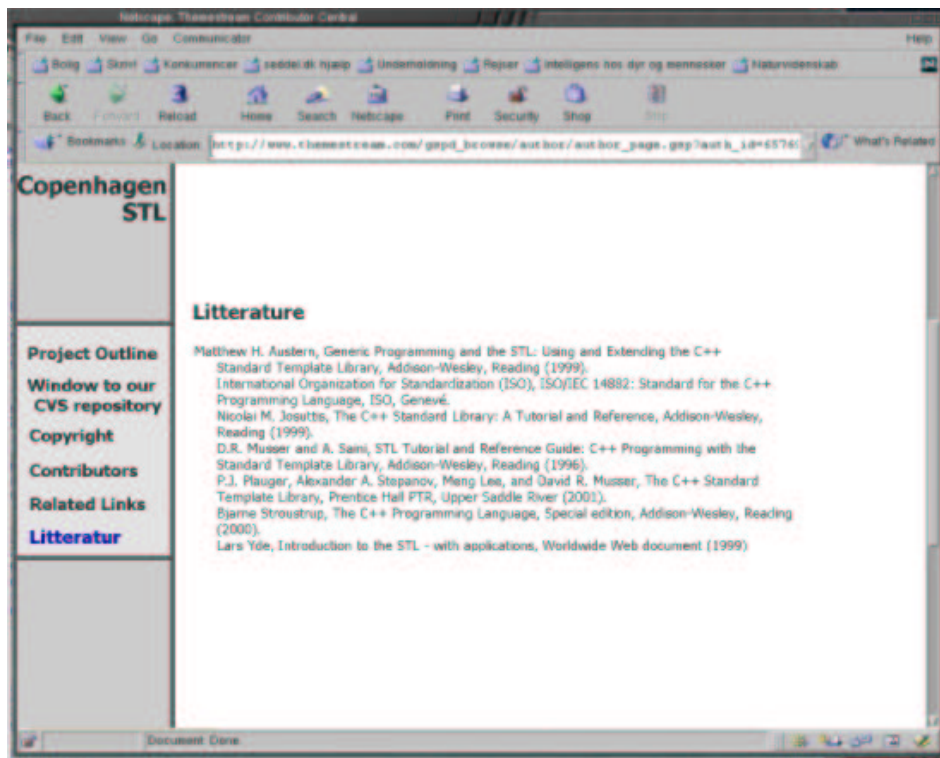 Netscape: Themestream Contributor Central
File Edit View Go Communicator Help
Bolig Skrivi Konkurrencer seddel.dk hjælp Underholdning Rejser Intelligens hos dyr og mennesker Naturvidenskab
Back Forward Reload Home Search Netscape Print Security Shop Stop
Bookmarks Location: http://www.themestream.com/gspd_browse/author/author_page.gsp?auth_id=6576 What's Related
Copenhagen
STL
Litterature
Project Outline
Window to our
CVS repository
Copyright
Contributors
Related Links
Litteratur
Matthew H. Austern, Generic Programming and the STL: Using and Extending the C++
Standard Template Library, Addison-Wesley, Reading (1999).
International Organization for Standardization (ISO), ISO/IEC 14882: Standard for the C++
Programming Language, ISO, Genevé.
Nicolai M. Josuttis, The C++ Standard Library: A Tutorial and Reference, Addison-Wesley,
Reading (1999).
D.R. Musser and A. Saini, STL Tutorial and Reference Guide: C++ Programming with the
Standard Template Library, Addison-Wesley, Reading (1996).
P.J. Plauger, Alexander A. Stepanov, Meng Lee, and David R. Musser, The C++ Standard
Template Library, Prentice Hall PTR, Upper Saddle River (2001).
Bjarne Stroustrup, The C++ Programming Language, Special edition, Addison-Wesley, Reading
(2000).
Lars Yde, Introduction to the STL - with applications, Worldwide Web document (1999)
Document: Done